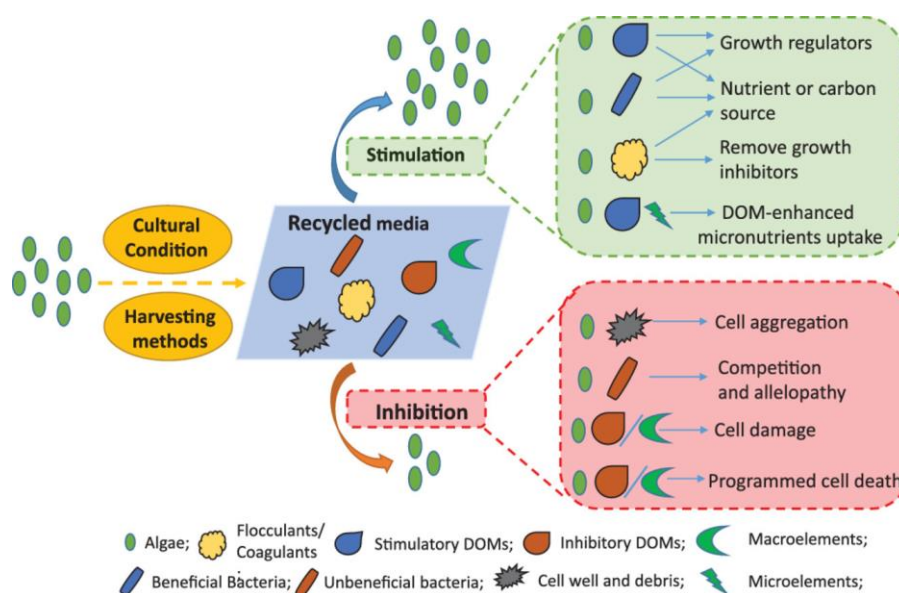 Growth regulators
Nutrient or carbon
source
Stimulation
Remove growth
inhibitors
Cultural
Condition
Recycled media
DOM-enhanced
micronutrients uptake
Harvesting
methods
Cell aggregation
Inhibition
Competition
and allelopathy
Cell damage
Programmed cell death
Algae;
Flocculants/
Coagulants
Stimulatory DOMs;
Inhibitory DOMs;
Macroelements;
Beneficial Bacteria;
Unbeneficial bacteria;
Cell well and debris;
Microelements;